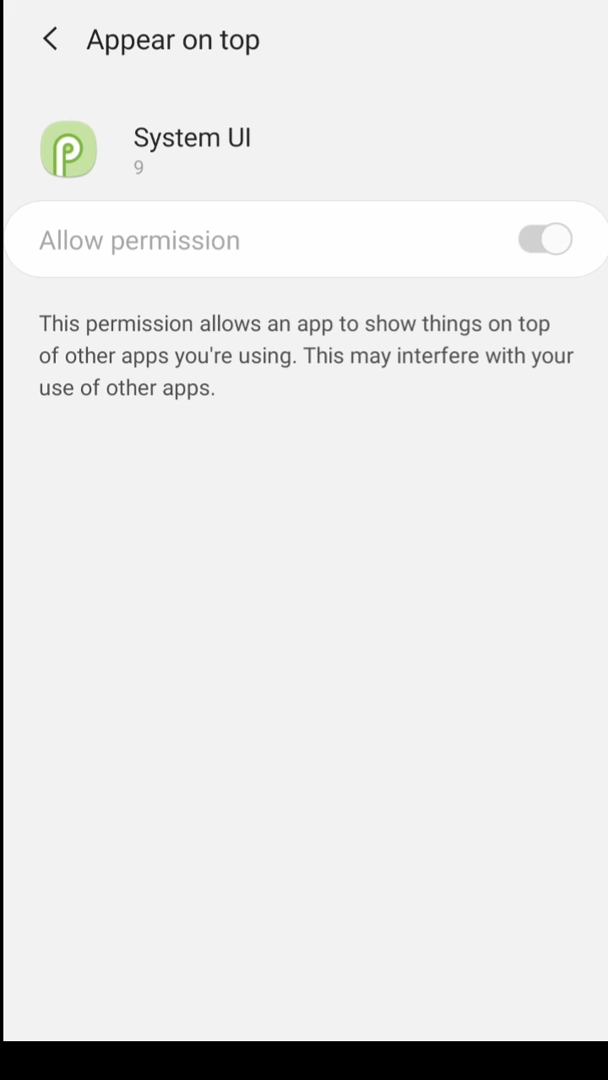 Appear on top
System UI
9
Allow permission
This permission allows an app to show things on top
of other apps you're using. This may interfere with your
use of other apps.